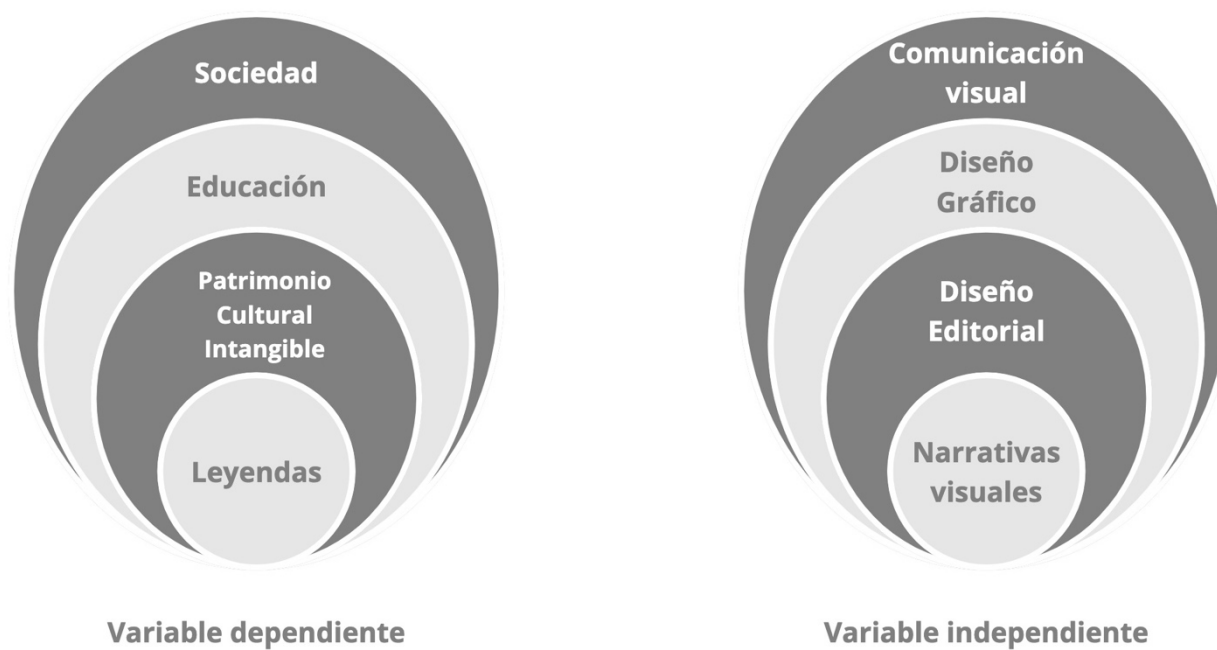 Sociedad
Educación
Patrimonio
Cultural
Intangible
Leyendas
Variable dependiente
Comunicación
visual
Diseño
Gráfico
Diseño
Editorial
Narrativas
visuales
Variable independiente